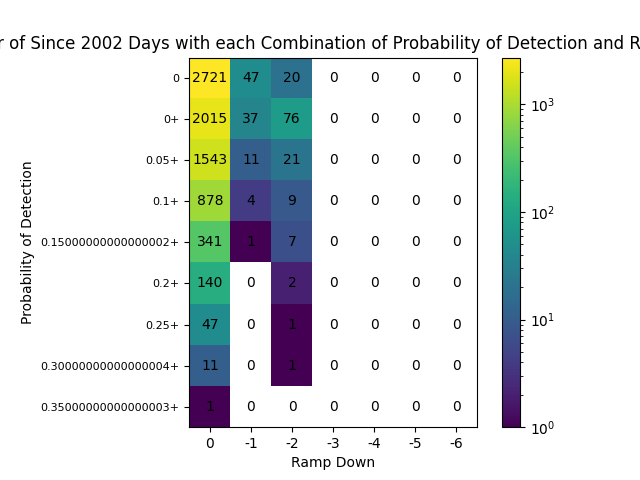 r of Since 2002 Days with each Combination of Probability of Detection and R
0 2721 47 20 0 0 0 0
0+ 2015 37 76 0 0 0 0
0.05+ 1543 11 21 0 0 0 0
0.1+ 878 4 9 0 0 0 0
0.15000000000000002+ 341 1 7 0 0 0 0
0.2+ 140 0 2 0 0 0 0
0.25+ 47 0 1 0 0 0 0
0.30000000000000004+ 11 0 1 0 0 0 0
0.35000000000000003+ 1 0 0 0 0 0 0
0 -1 -2 -3 -4 -5 -6
Ramp Down
Probability of Detection
10³
10²
10¹
10⁰